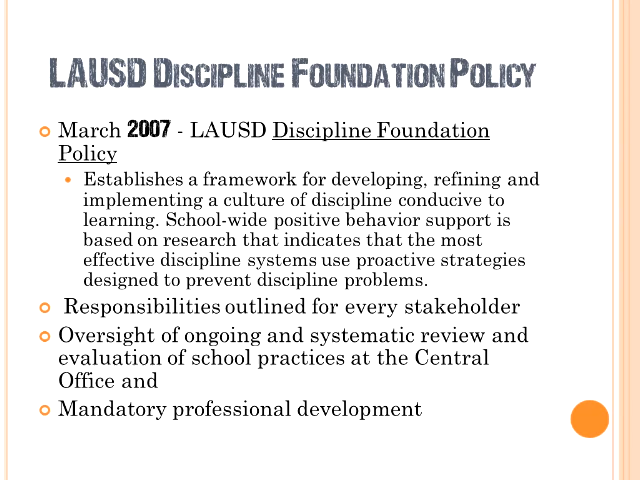 LAUSD DISCIPLINE FOUNDATION POLICY
March 2007 - LAUSD Discipline Foundation
Policy
Establishes a framework for developing, refining and
implementing a culture of discipline conducive to
learning. School-wide positive behavior support is
based on research that indicates that the most
effective discipline systems use proactive strategies
designed to prevent discipline problems.
Responsibilities outlined for every stakeholder
Oversight of ongoing and systematic review and
evaluation of school practices at the Central
Office and
Mandatory professional development